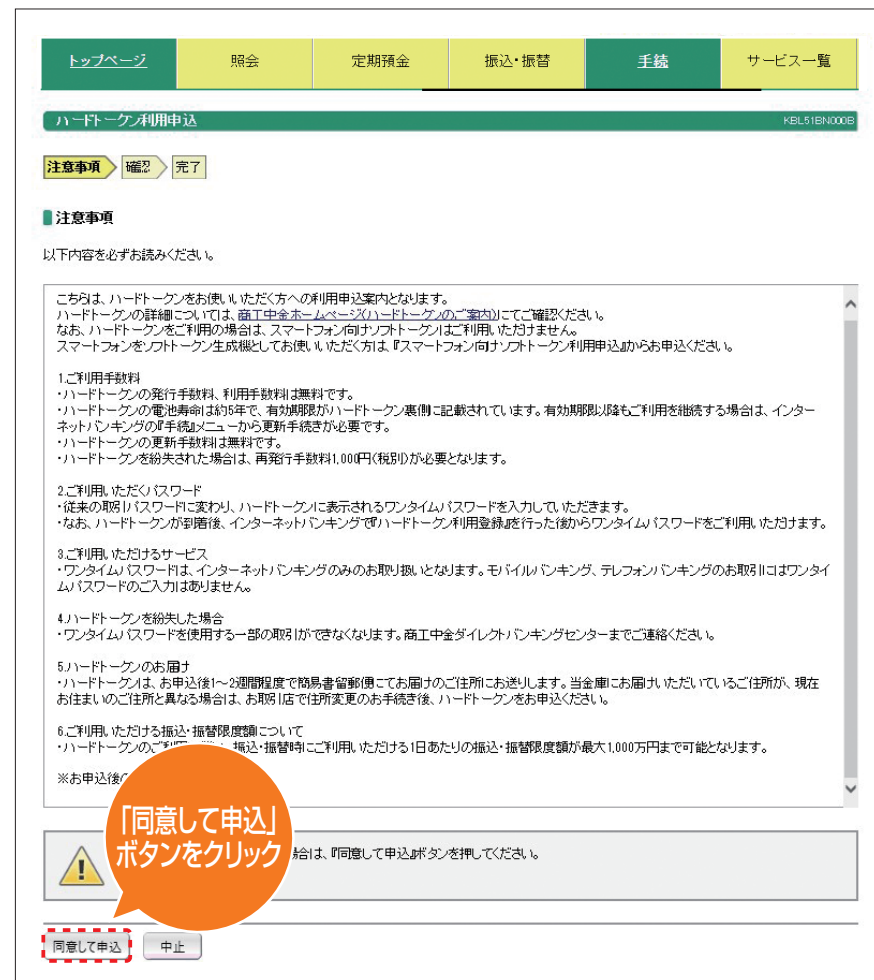 トップページ 照会 定期預金 振込・振替 手続 サービス一覧
ハードトークン利用申込 KBL51BN000B
注意事項 確認 完了
注意事項
以下内容を必ずお読みください。
こちらは、ハードトークンをお使いいただく方への利用申込案内となります。
ハードトークンの詳細については、商工中金ホームページ(ハードトークンのご案内)にてご確認ください。
なお、ハードトークンをご利用の場合は、スマートフォン向けソフトトークンはご利用いただけません。
スマートフォンをソフトトークン生成機としてお使いいただく方は、『スマートフォン向けソフトトークン利用申込』からお申込ください。
1.ご利用手数料
・ハードトークンの発行手数料、利用手数料は無料です。
・ハードトークンの電池寿命は約5年で、有効期限がハードトークン裏側に記載されています。有効期限以降もご利用を継続する場合は、インター
ネットバンキングの『手続』メニューから更新手続きが必要です。
・ハードトークンの更新手数料は無料です。
・ハードトークンを紛失された場合は、再発行手数料1,000円(税別)が必要となります。
2.ご利用いただくパスワード
・従来の取引パスワードに変わり、ハードトークンに表示されるワンタイムパスワードを入力していただきます。
・なお、ハードトークンが到着後、インターネットバンキングで『ハードトークン利用登録』を行った後からワンタイムパスワードをご利用いただけます。
3.ご利用いただけるサービス
・ワンタイムパスワードは、インターネットバンキングのみのお取り扱いとなります。モバイルバンキング、テレフォンバンキングのお取引にはワンタイ
ムパスワードのご入力はありません。
4.ハードトークンを紛失した場合
・ワンタイムパスワードを使用する一部の取引ができなくなります。商工中金ダイレクトバンキングセンターまでご連絡ください。
5.ハードトークンのお届け
・ハードトークンは、お申込後1~2週間程度で簡易書留郵便にてお届けのご住所にお送りします。当金庫にお届けいただいているご住所が、現在
お住まいのご住所と異なる場合は、お取引店で住所変更のお手続き後、ハードトークンをお申込ください。
6.ご利用いただける振込・振替限度額について
・ハードトークンのご利 振込・振替時にご利用いただける1日あたりの振込・振替限度額が最大1,000万円まで可能となります。
※お申込後の
「同意して申込」
ボタンをクリック
場合は、『同意して申込』ボタンを押してください。
同意して申込 中止